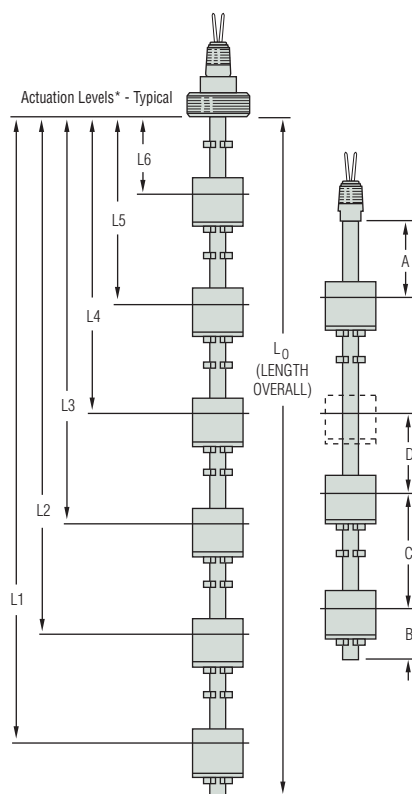 Actuation Levels* - Typical
L6
L5
L4
L3
L2
L1
L0
(LENGTH
OVERALL)
A
D
C
B